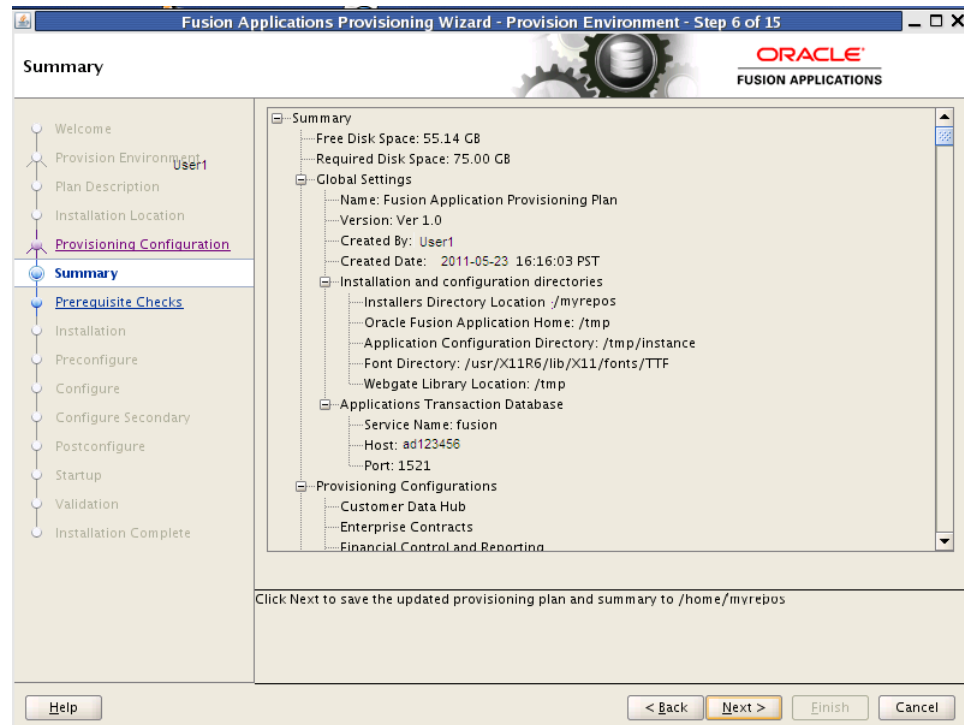 Fusion Applications Provisioning Wizard - Provision Environment - Step 6 of 15
Summary
ORACLE
FUSION APPLICATIONS
Welcome
Provision Environment
User1
Plan Description
Installation Location
Provisioning Configuration
Summary
Prerequisite Checks
Installation
Preconfigure
Configure
Configure Secondary
Postconfigure
Startup
Validation
Installation Complete
Summary
Free Disk Space: 55.14 GB
Required Disk Space: 75.00 GB
Global Settings
Name: Fusion Application Provisioning Plan
Version: Ver 1.0
Created By: User1
Created Date: 2011-05-23 16:16:03 PST
Installation and configuration directories
Installers Directory Location :/myrepos
Oracle Fusion Application Home: /tmp
Application Configuration Directory: /tmp/instance
Font Directory: /usr/X11R6/lib/X11/fonts/TTF
Webgate Library Location: /tmp
Applications Transaction Database
Service Name: fusion
Host: ad123456
Port: 1521
Provisioning Configurations
Customer Data Hub
Enterprise Contracts
Financial Control and Reporting
Click Next to save the updated provisioning plan and summary to /home/myrepos
Help
< Back
Next >
Finish
Cancel